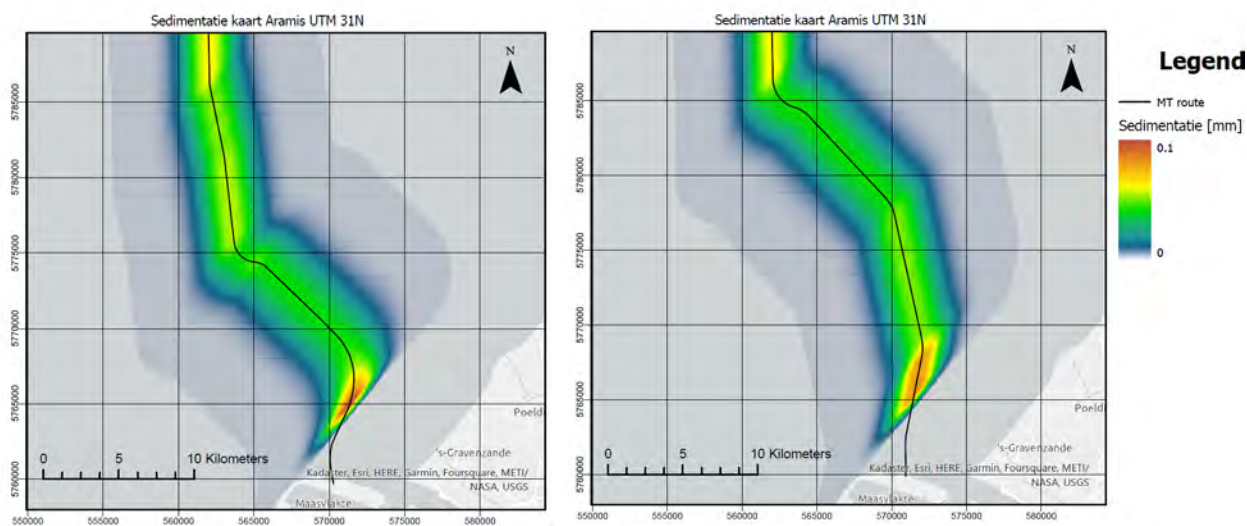 Sedimentatie kaart Aramis UTM 31N
N
5785000
5780000
5775000
5770000
5765000
5760000
0 5 10 Kilometers
Poeld
's-Gravenzande
Kadaster, Esri, HERE, Garmin, Foursquare, METI/
NASA, USGS
Maasvlakte
550000 555000 560000 565000 570000 575000 580000
Sedimentatie kaart Aramis UTM 31N
N
5785000
5780000
5775000
5770000
5765000
5760000
0 5 10 Kilometers
Poeld
's-Gravenzande
Kadaster, Esri, HERE, Garmin, Foursquare, METI/
NASA, USGS
Maasvlakte
550000 555000 560000 565000 570000 575000 580000
Legend
MT route
Sedimentatie [mm]
0.1
0